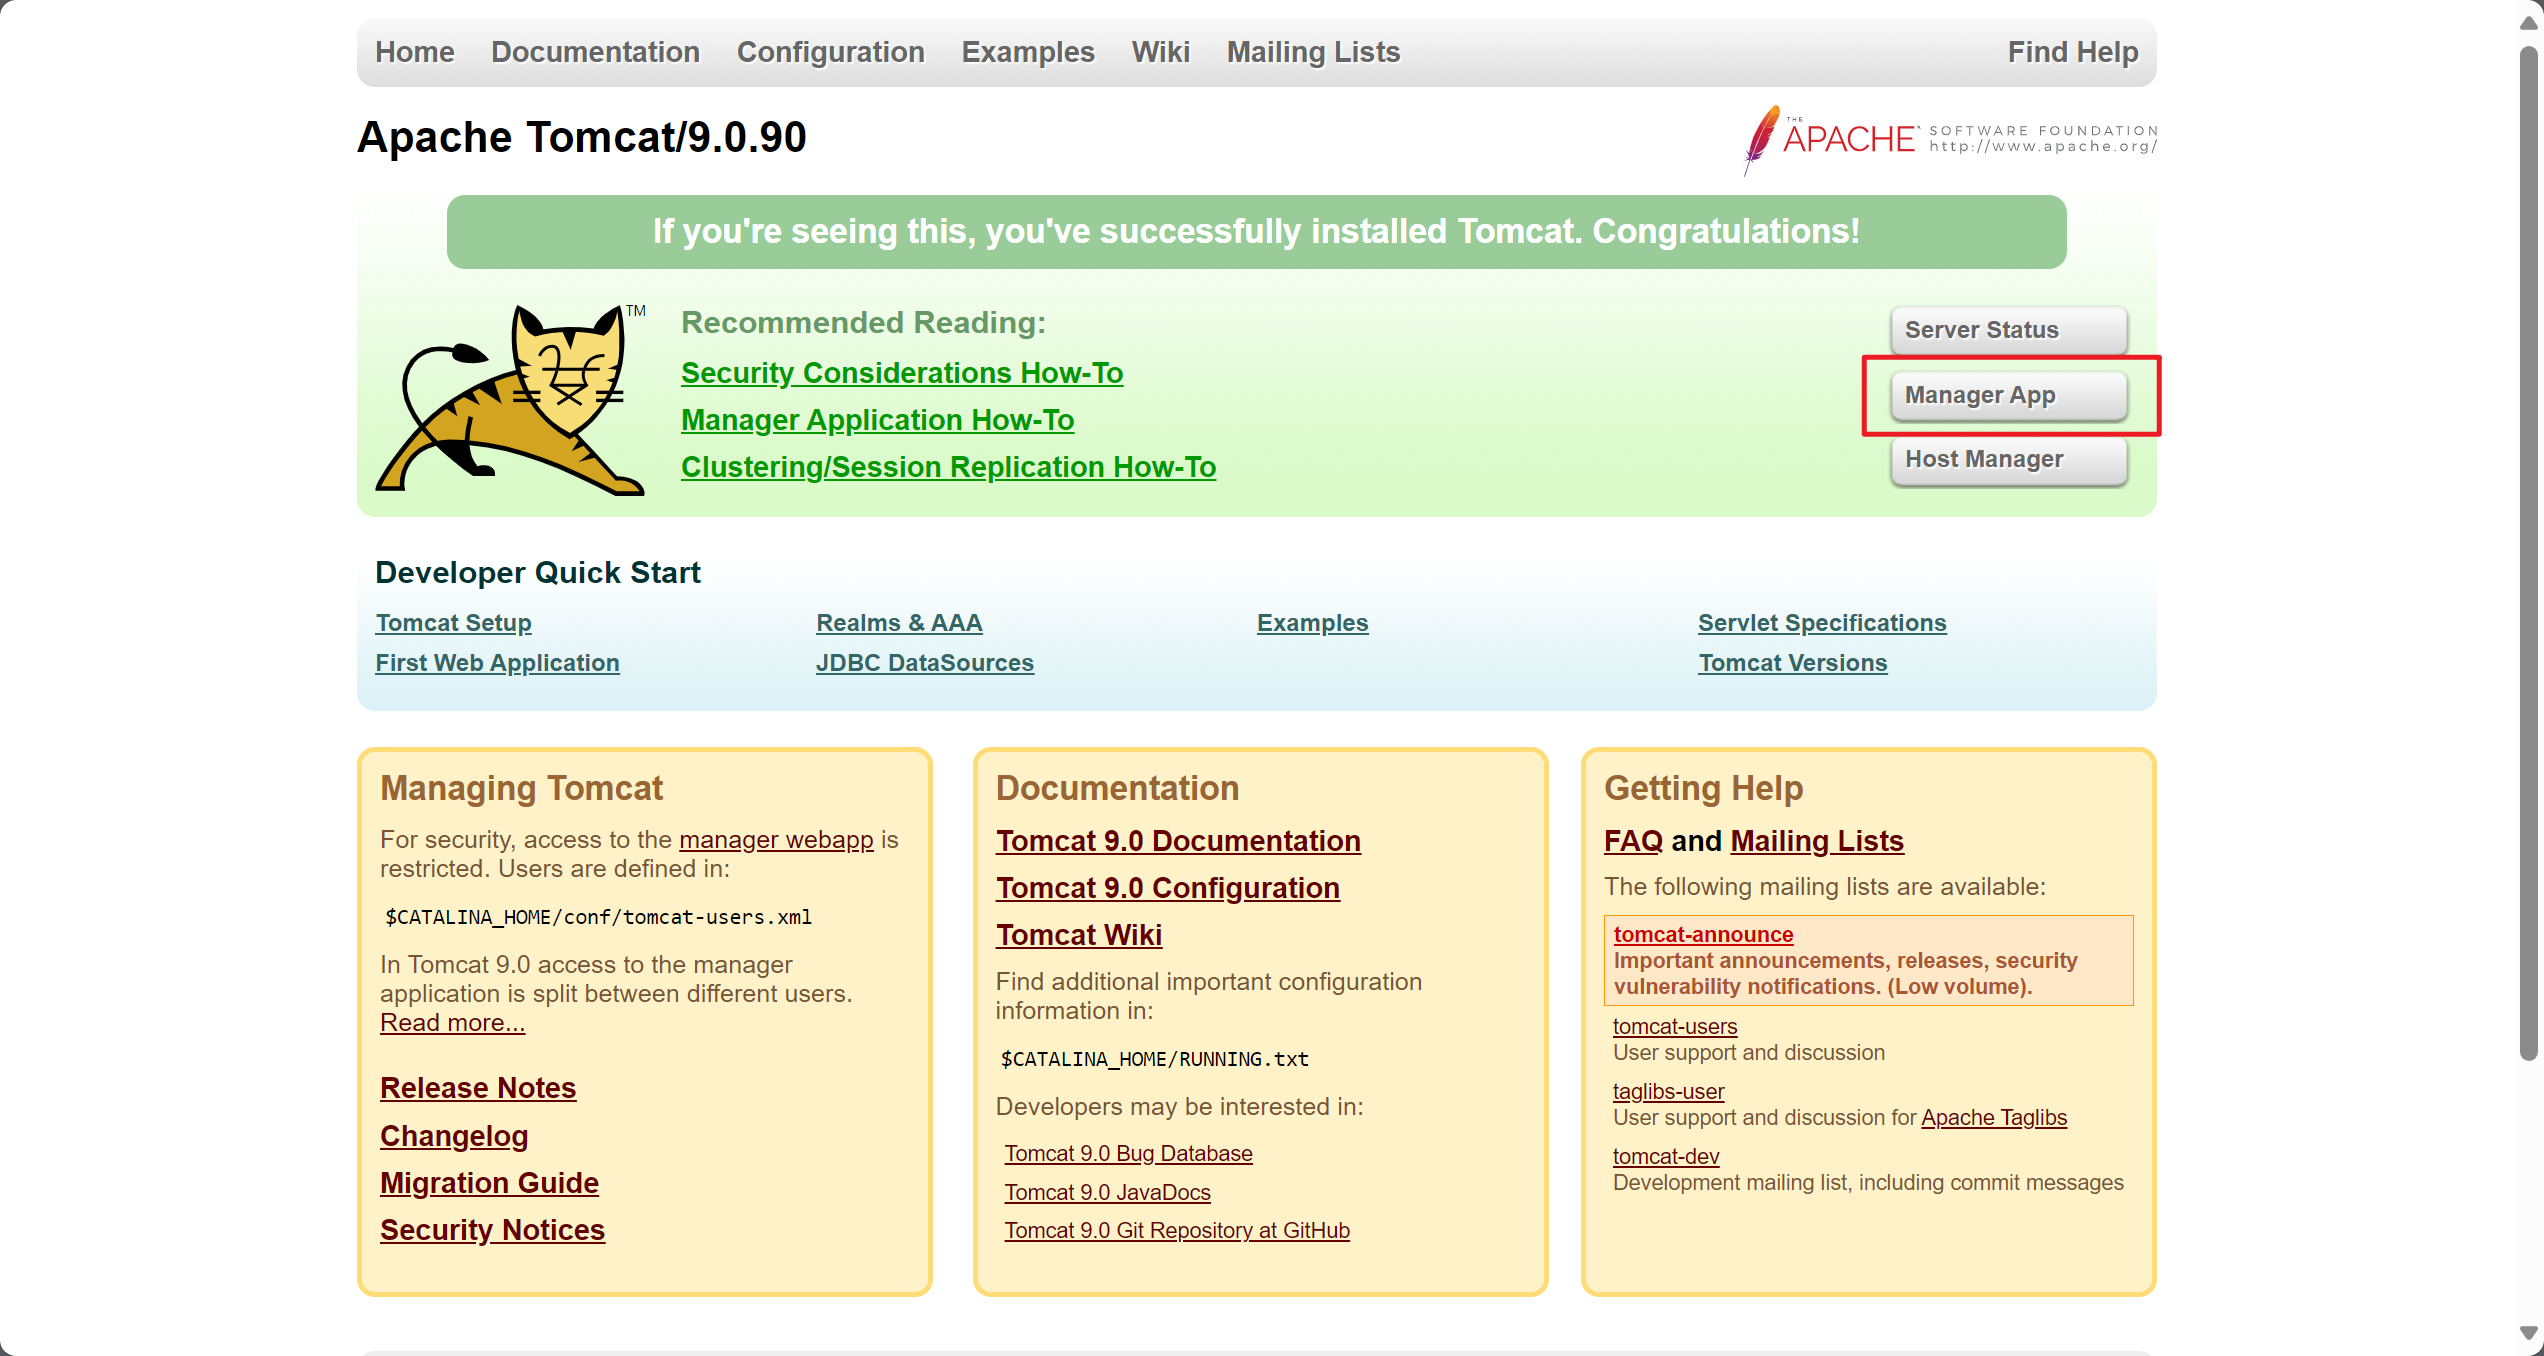 Home Documentation Configuration Examples Wiki Mailing Lists Find Help
Apache Tomcat/9.0.90
THE
APACHE SOFTWARE FOUNDATION
http://www.apache.org/
If you're seeing this, you've successfully installed Tomcat. Congratulations!
TM
Recommended Reading:
Security Considerations How-To
Manager Application How-To
Clustering/Session Replication How-To
Server Status
Manager App
Host Manager
Developer Quick Start
Tomcat Setup
First Web Application
Realms & AAA
JDBC DataSources
Examples
Servlet Specifications
Tomcat Versions
Managing Tomcat
For security, access to the manager webapp is
restricted. Users are defined in:
$CATALINA_HOME/conf/tomcat-users.xml
In Tomcat 9.0 access to the manager
application is split between different users.
Read more...
Release Notes
Changelog
Migration Guide
Security Notices
Documentation
Tomcat 9.0 Documentation
Tomcat 9.0 Configuration
Tomcat Wiki
Find additional important configuration
information in:
$CATALINA_HOME/RUNNING.txt
Developers may be interested in:
Tomcat 9.0 Bug Database
Tomcat 9.0 JavaDocs
Tomcat 9.0 Git Repository at GitHub
Getting Help
FAQ and Mailing Lists
The following mailing lists are available:
tomcat-announce
Important announcements, releases, security
vulnerability notifications. (Low volume).
tomcat-users
User support and discussion
taglibs-user
User support and discussion for Apache Taglibs
tomcat-dev
Development mailing list, including commit messages